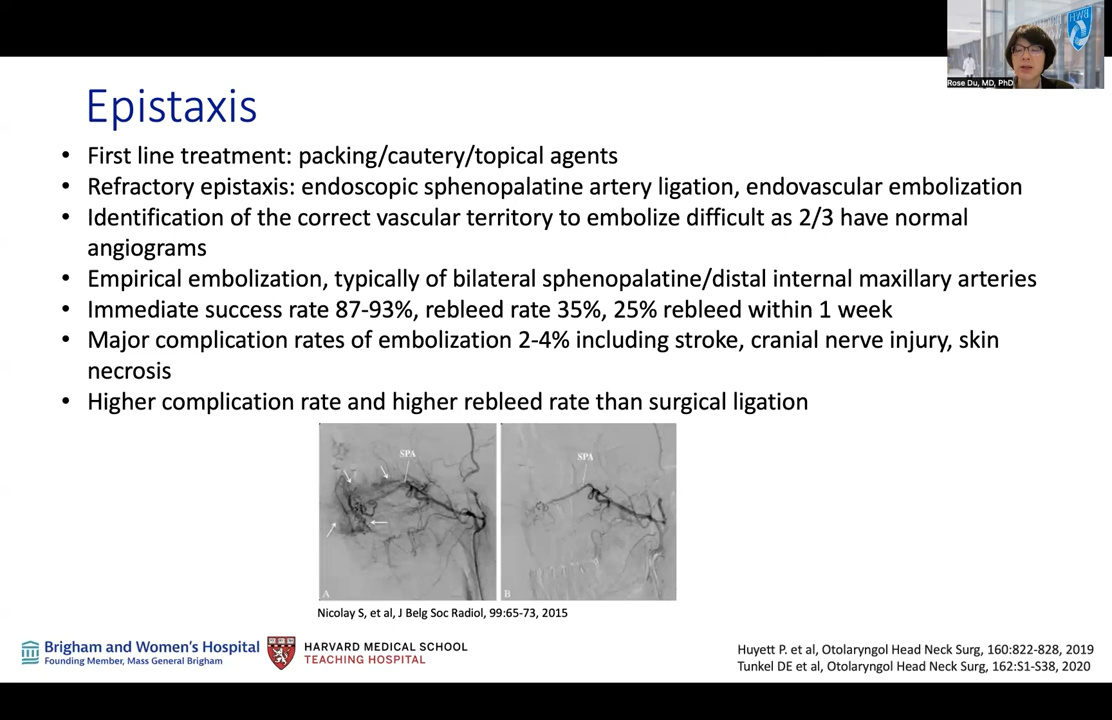 Rose Du, MD, PhD
Epistaxis
• First line treatment: packing/cautery/topical agents
• Refractory epistaxis: endoscopic sphenopalatine artery ligation, endovascular embolization
• Identification of the correct vascular territory to embolize difficult as 2/3 have normal
angiograms
• Empirical embolization, typically of bilateral sphenopalatine/distal internal maxillary arteries
• Immediate success rate 87-93%, rebleed rate 35%, 25% rebleed within 1 week
• Major complication rates of embolization 2-4% including stroke, cranial nerve injury, skin
necrosis
• Higher complication rate and higher rebleed rate than surgical ligation
SPA
SPA
A
B
Nicolay S, et al, J Belg Soc Radiol, 99:65-73, 2015
Brigham and Women's Hospital
Founding Member, Mass General Brigham
HARVARD MEDICAL SCHOOL
TEACHING HOSPITAL
Huyett P. et al, Otolaryngol Head Neck Surg, 160:822-828, 2019
Tunkel DE et al, Otolaryngol Head Neck Surg, 162:S1-S38, 2020